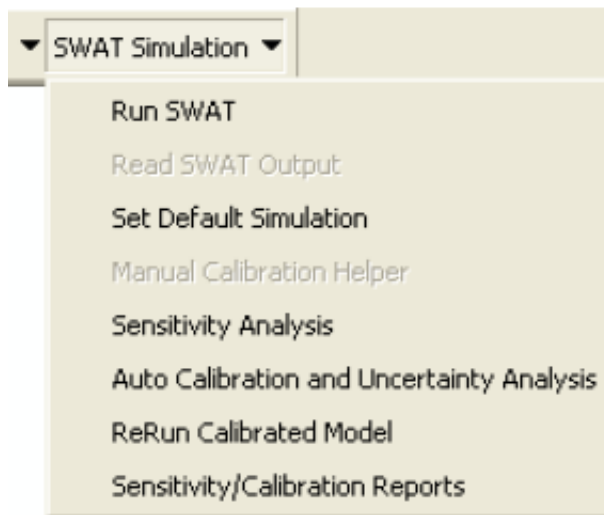 SWAT Simulation
Run SWAT
Read SWAT Output
Set Default Simulation
Manual Calibration Helper
Sensitivity Analysis
Auto Calibration and Uncertainty Analysis
ReRun Calibrated Model
Sensitivity/Calibration Reports